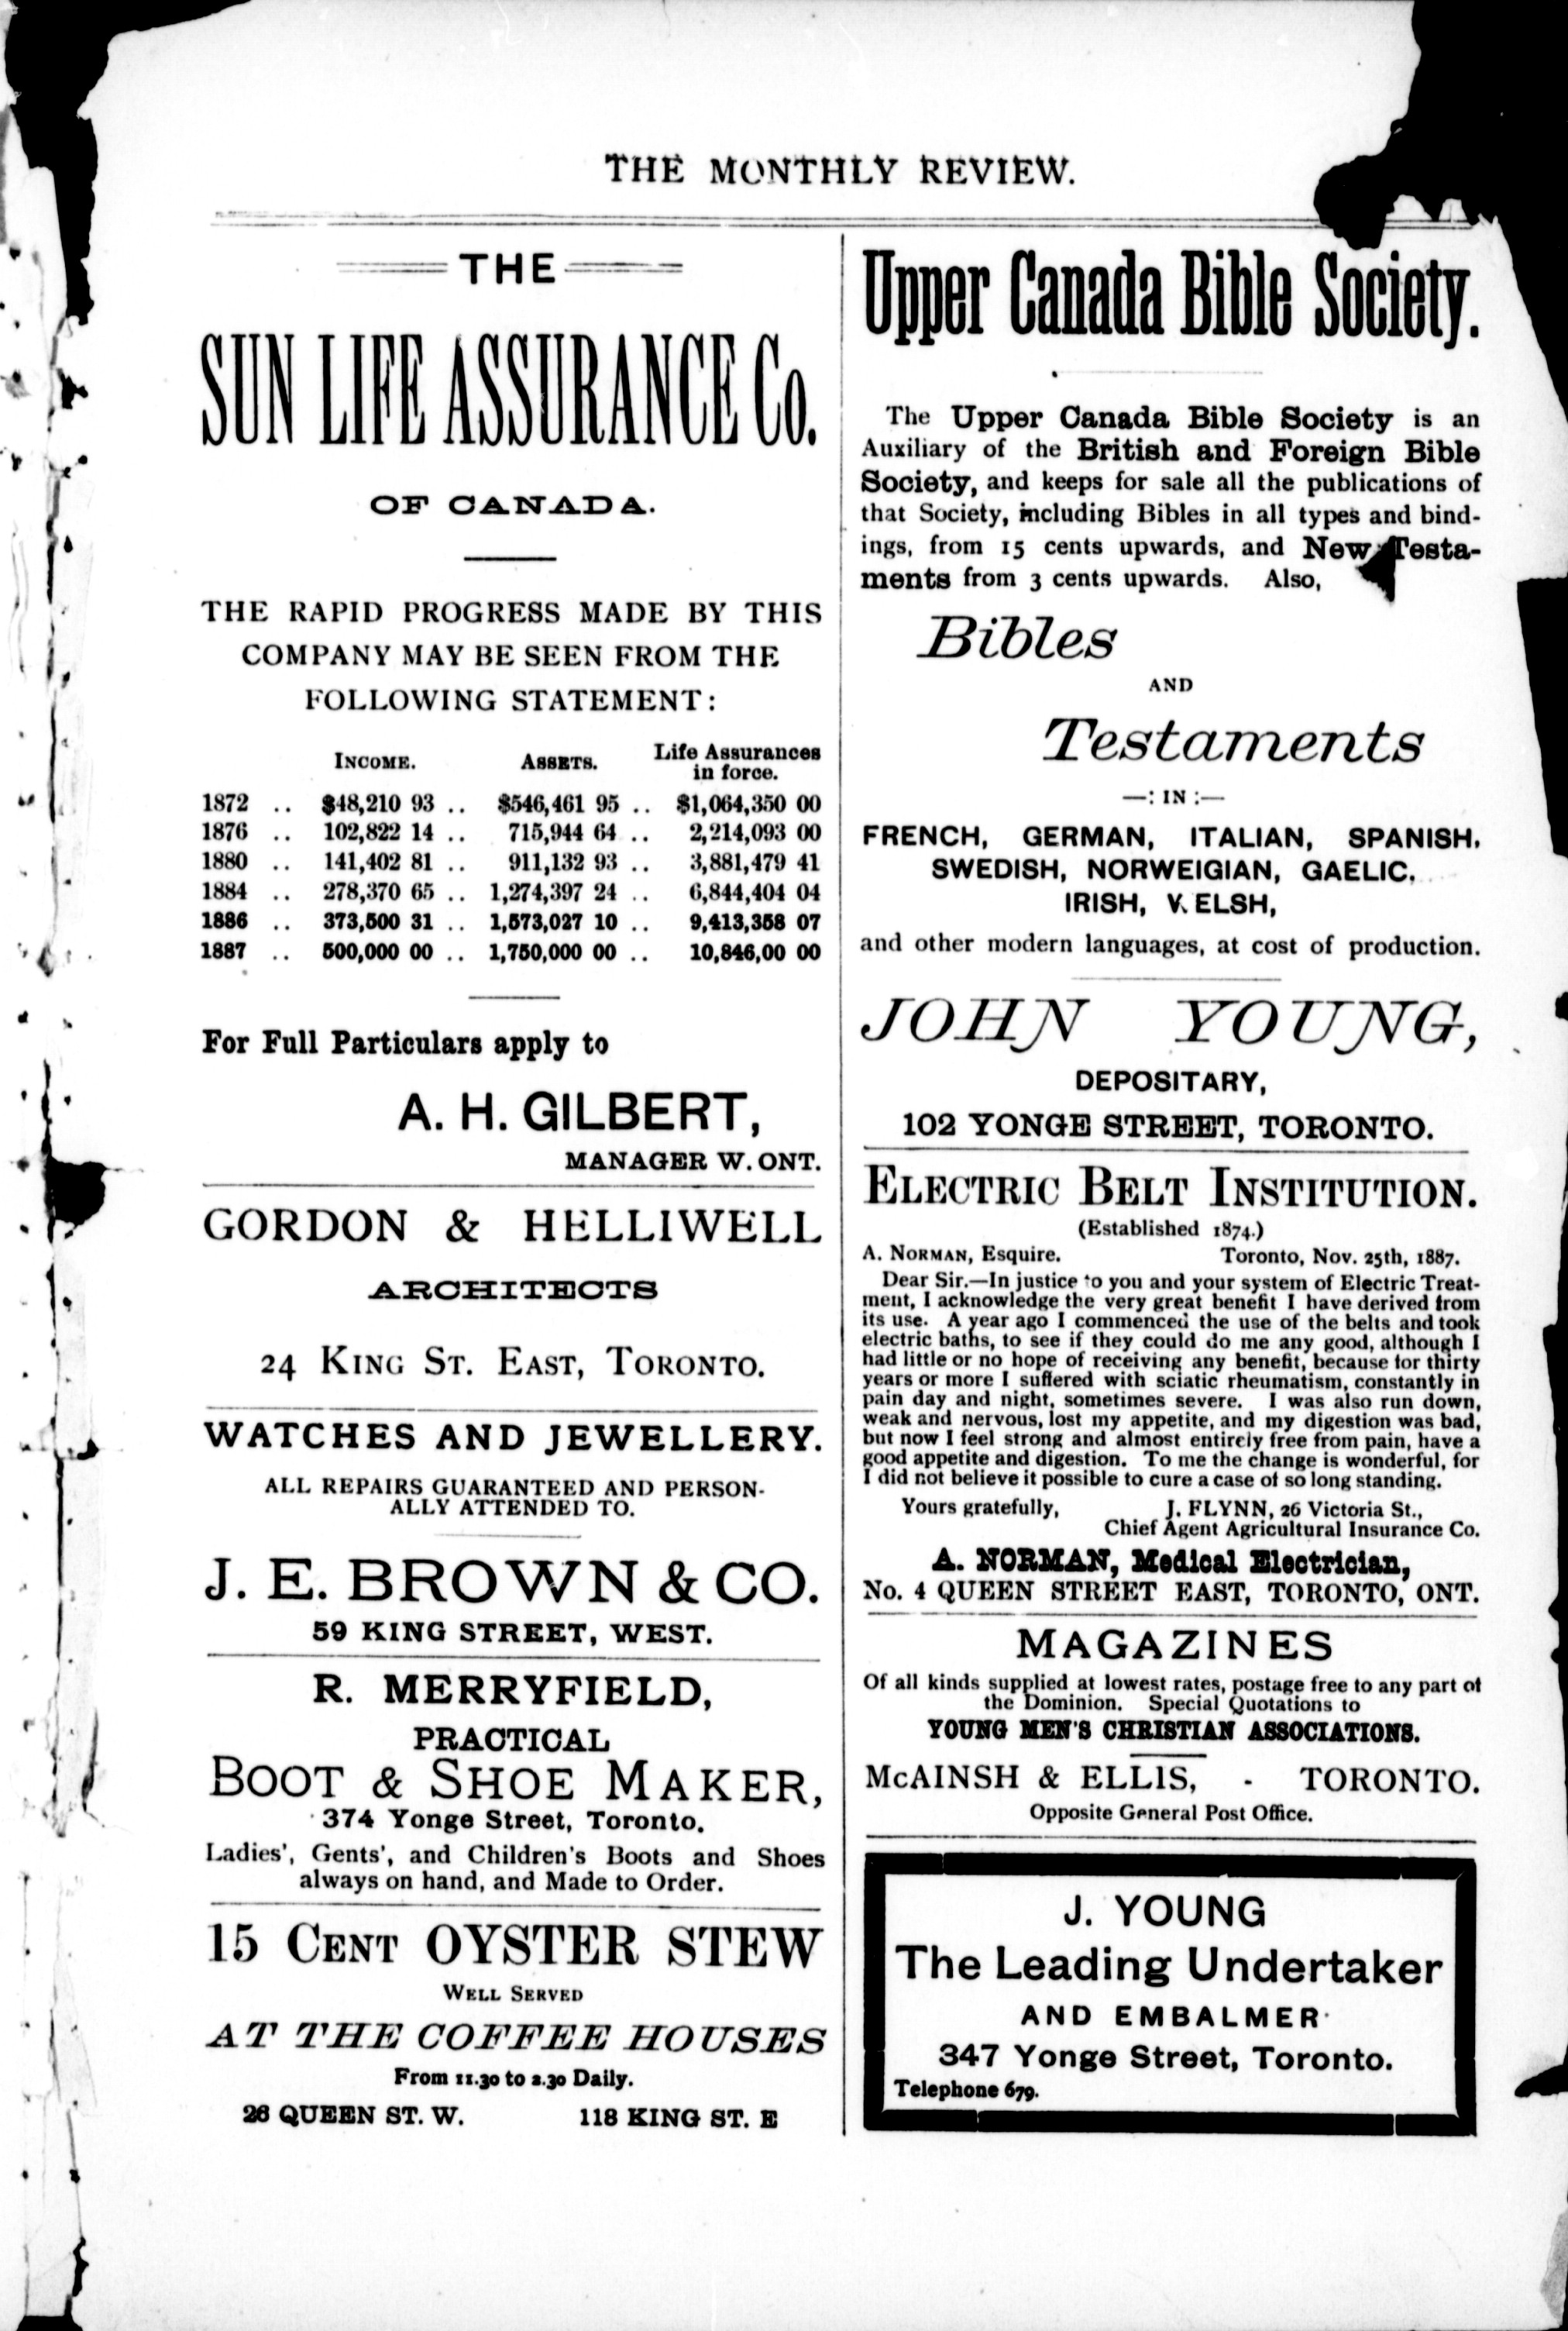 THE MONTHLY REVIEW.
THE
SUN LIFE ASSURANCE Co.
OF CANADA.
THE RAPID PROGRESS MADE BY THIS
COMPANY MAY BE SEEN FROM THE
FOLLOWING STATEMENT:
INCOME. ASSETS. Life Assurances in force.
1872 .. $48,210 93 .. $546,461 95 .. $1,064,350 00
1876 .. 102,822 14 .. 715,944 64 .. 2,214,093 00
1880 .. 141,402 81 .. 911,132 93 .. 3,881,479 41
1884 .. 278,370 65 .. 1,274,397 24 .. 6,844,404 04
1886 .. 373,500 31 .. 1,573,027 10 .. 9,413,358 07
1887 .. 500,000 00 .. 1,750,000 00 .. 10,846,00 00
For Full Particulars apply to
A. H. GILBERT,
MANAGER W. ONT.
GORDON & HELLIWELL
ARCHITECTS
24 KING ST. EAST, TORONTO.
WATCHES AND JEWELLERY.
ALL REPAIRS GUARANTEED AND PERSON-
ALLY ATTENDED TO.
J. E. BROWN & CO.
59 KING STREET, WEST.
R. MERRYFIELD,
PRACTICAL
BOOT & SHOE MAKER,
374 Yonge Street, Toronto.
Ladies', Gents', and Children's Boots and Shoes
always on hand, and Made to Order.
15 CENT OYSTER STEW
WELL SERVED
AT THE COFFEE HOUSES
From 11.30 to 2.30 Daily.
26 QUEEN ST. W. 118 KING ST. E
Upper Canada Bible Society.
The Upper Canada Bible Society is an
Auxiliary of the British and Foreign Bible
Society, and keeps for sale all the publications of
that Society, including Bibles in all types and bind-
ings, from 15 cents upwards, and New Testa-
ments from 3 cents upwards. Also,
Bibles
AND
Testaments
—: IN :—
FRENCH, GERMAN, ITALIAN, SPANISH,
SWEDISH, NORWEIGIAN, GAELIC,
IRISH, WELSH,
and other modern languages, at cost of production.
JOHN YOUNG,
DEPOSITARY,
102 YONGE STREET, TORONTO.
ELECTRIC BELT INSTITUTION.
(Established 1874.)
A. NORMAN, Esquire. Toronto, Nov. 25th, 1887.
Dear Sir.—In justice to you and your system of Electric Treat-
ment, I acknowledge the very great benefit I have derived from
its use. A year ago I commenced the use of the belts and took
electric baths, to see if they could do me any good, although I
had little or no hope of receiving any benefit, because for thirty
years or more I suffered with sciatic rheumatism, constantly in
pain day and night, sometimes severe. I was also run down,
weak and nervous, lost my appetite, and my digestion was bad,
but now I feel strong and almost entirely free from pain, have a
good appetite and digestion. To me the change is wonderful, for
I did not believe it possible to cure a case of so long standing.
Yours gratefully, J. FLYNN, 26 Victoria St.,
Chief Agent Agricultural Insurance Co.
A. NORMAN, Medical Electrician,
No. 4 QUEEN STREET EAST, TORONTO, ONT.
MAGAZINES
Of all kinds supplied at lowest rates, postage free to any part of
the Dominion. Special Quotations to
YOUNG MEN'S CHRISTIAN ASSOCIATIONS.
McAINSH & ELLIS, - TORONTO.
Opposite General Post Office.
J. YOUNG
The Leading Undertaker
AND EMBALMER
347 Yonge Street, Toronto.
Telephone 679.